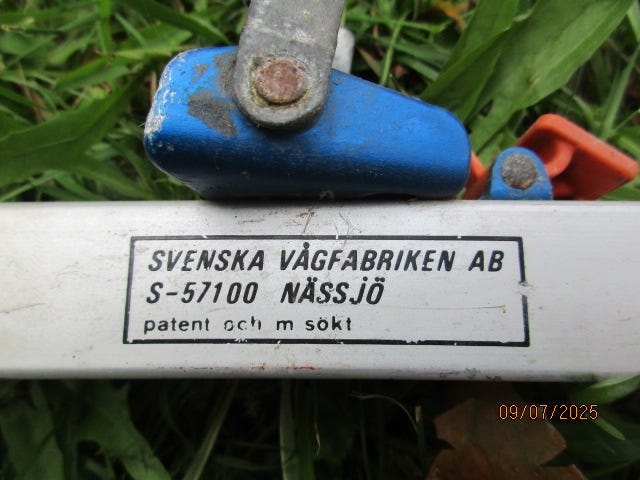 SVENSKA VÅGFABRIKEN AB
S-57100 NÄSSJÖ
patent och m sökt
09/07/2025